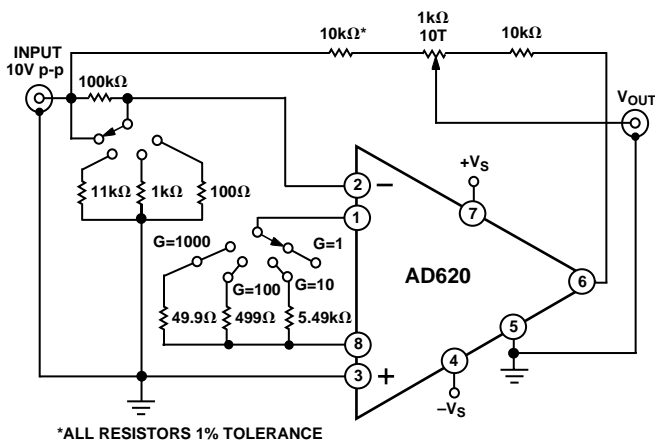 10kΩ*
1kΩ
10T
10kΩ
INPUT
10V p-p
100kΩ
VOUT
11kΩ
1kΩ
100Ω
+VS
2
−
7
1
G=1000
G=1
AD620
6
G=100
G=10
49.9Ω
499Ω
5.49kΩ
5
8
4
3
+
−VS
*ALL RESISTORS 1% TOLERANCE